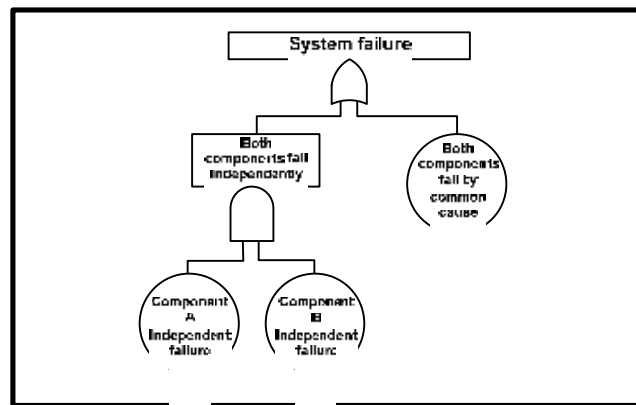 System failure
Both
components fail
independently
Both
components
fail by
common
cause
Component
A
Independent
failure
Component
B
Independent
failure